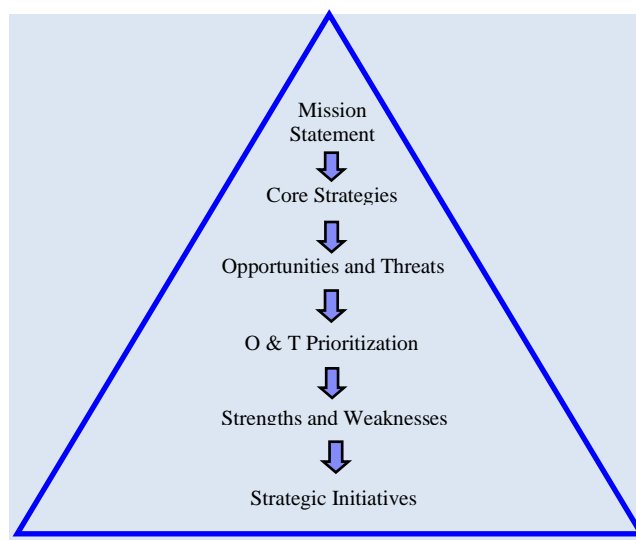 Mission
Statement
Core Strategies
Opportunities and Threats
O & T Prioritization
Strengths and Weaknesses
Strategic Initiatives